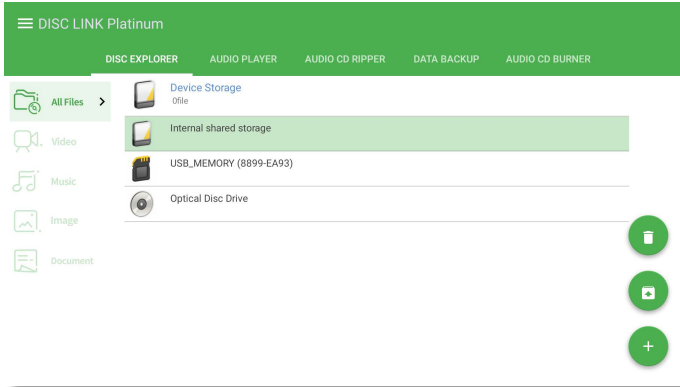 DISC LINK Platinum
DISC EXPLORER AUDIO PLAYER AUDIO CD RIPPER DATA BACKUP AUDIO CD BURNER
All Files
Video
Music
Image
Document
Device Storage
0file
Internal shared storage
USB_MEMORY (8899-EA93)
Optical Disc Drive